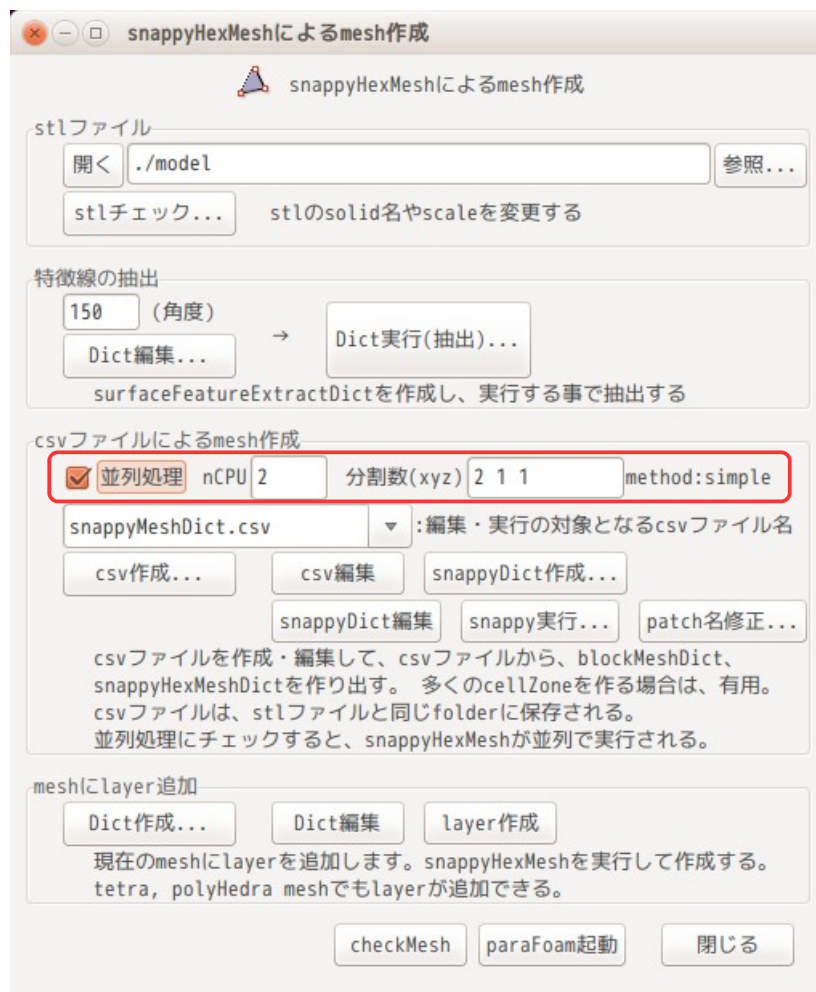 snappyHexMeshによるmesh作成
snappyHexMeshによるmesh作成
stlファイル
開く ./model 参照...
stlチェック... stlのsolid名やscaleを変更する
特徴線の抽出
150 (角度)
→ Dict実行(抽出)...
Dict編集...
surfaceFeatureExtractDictを作成し、実行する事で抽出する
csvファイルによるmesh作成
並列処理 nCPU 2 分割数(xyz) 2 1 1 method:simple
snappyMeshDict.csv :編集・実行の対象となるcsvファイル名
csv作成... csv編集 snappyDict作成...
snappyDict編集 snappy実行... patch名修正...
csvファイルを作成・編集して、csvファイルから、blockMeshDict、
snappyHexMeshDictを作り出す。 多くのcellZoneを作る場合は、有用。
csvファイルは、stlファイルと同じfolderに保存される。
並列処理にチェックすると、snappyHexMeshが並列で実行される。
meshにlayer追加
Dict作成... Dict編集 layer作成
現在のmeshにlayerを追加します。snappyHexMeshを実行して作成する。
tetra, polyHedra meshでもlayerが追加できる。
checkMesh paraFoam起動 閉じる